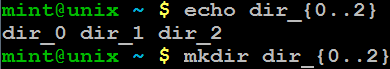 mint@unix ~ $ echo dir_{0..2}
dir_0 dir_1 dir_2
mint@unix ~ $ mkdir dir_{0..2}